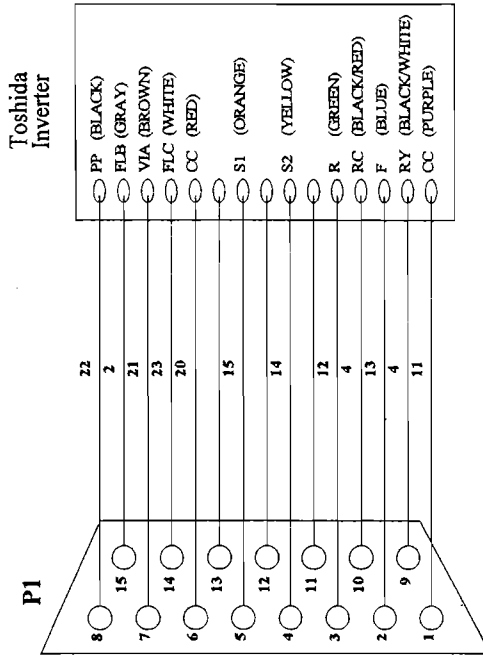 Toshida
Inverter
P1
8
22
PP (BLACK)
15
2
FLB (GRAY)
7
21
VIA (BROWN)
14
23
FLC (WHITE)
6
20
CC (RED)
13
5
15
S1 (ORANGE)
12
4
14
S2 (YELLOW)
11
3
12
R (GREEN)
10
4
RC (BLACK/RED)
2
13
F (BLUE)
9
4
RY (BLACK/WHITE)
1
11
CC (PURPLE)